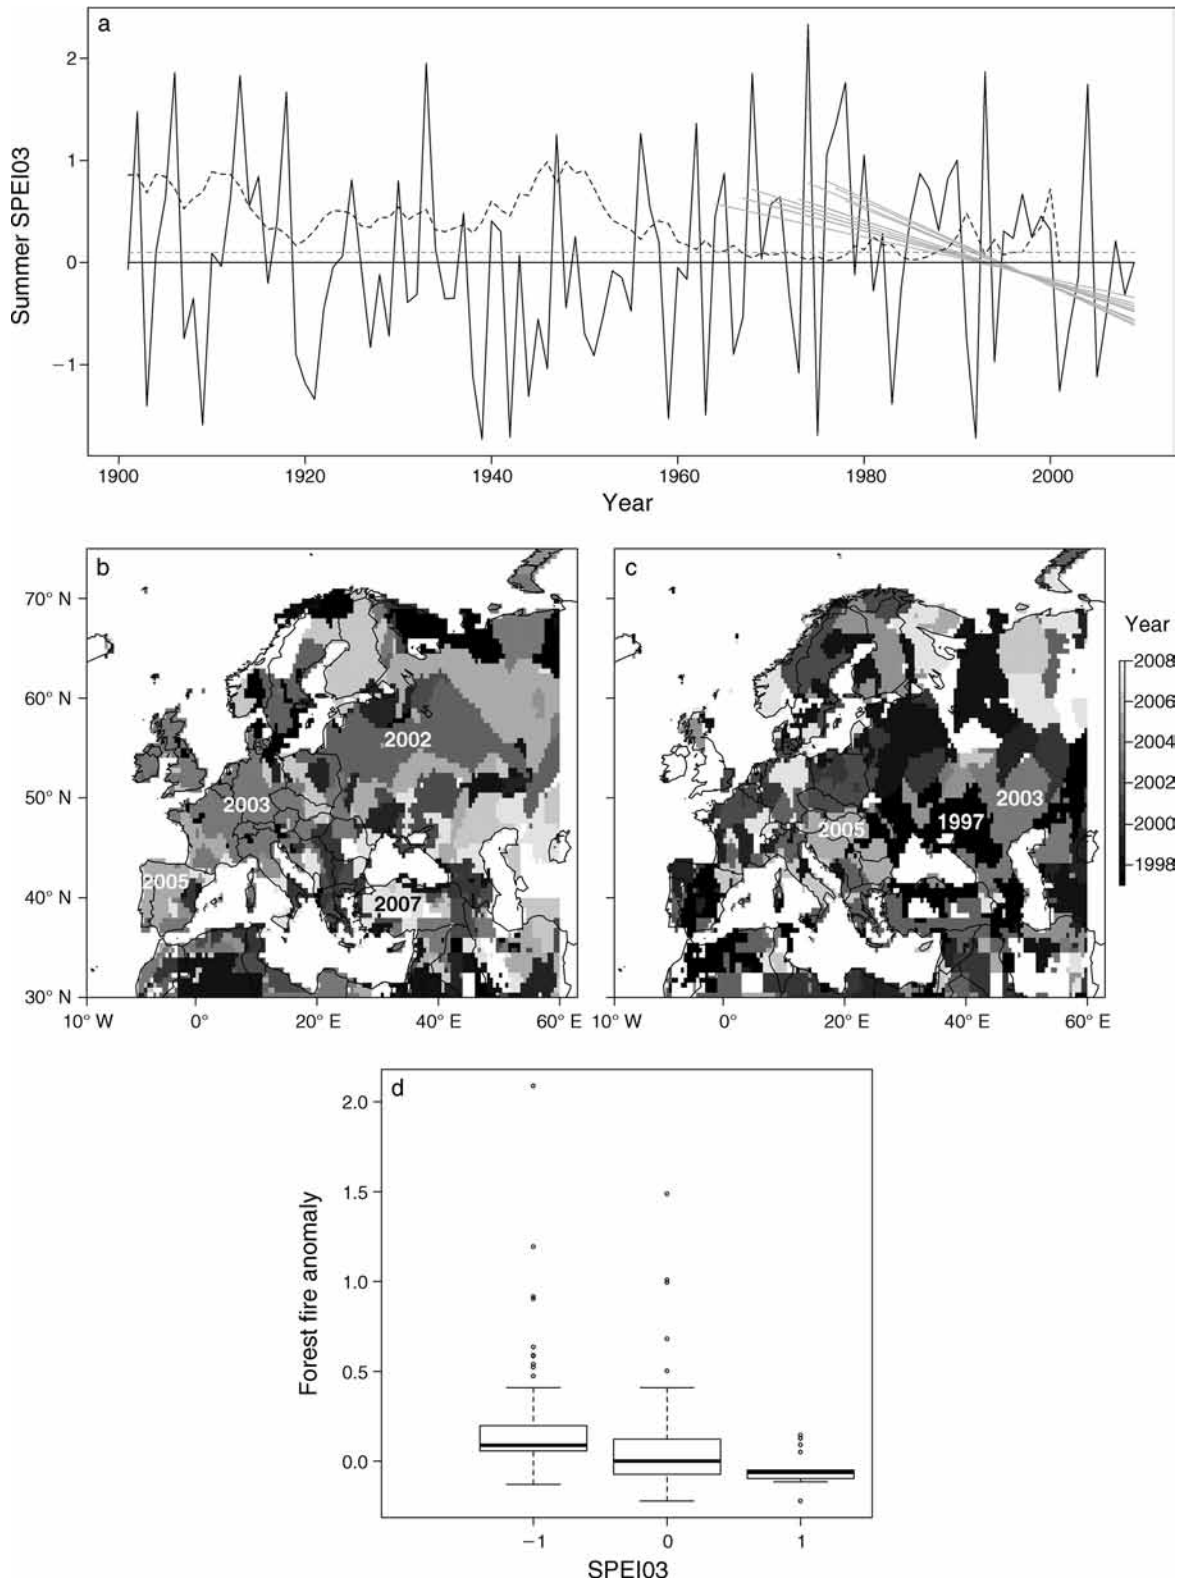 a
2
1
0
−1
Summer SPEI03
1900 1920 1940 1960 1980 2000
Year
b
c
70° N
60° N
50° N
40° N
30° N
2002
2003
2005
2007
2003
1997
2005
Year
2008
2006
2004
2002
2000
1998
10° W 0° 20° E 40° E 60° E
10° W 0° 20° E 40° E 60° E
d
2.0
1.5
1.0
0.5
0.0
Forest fire anomaly
−1 0 1
SPEI03